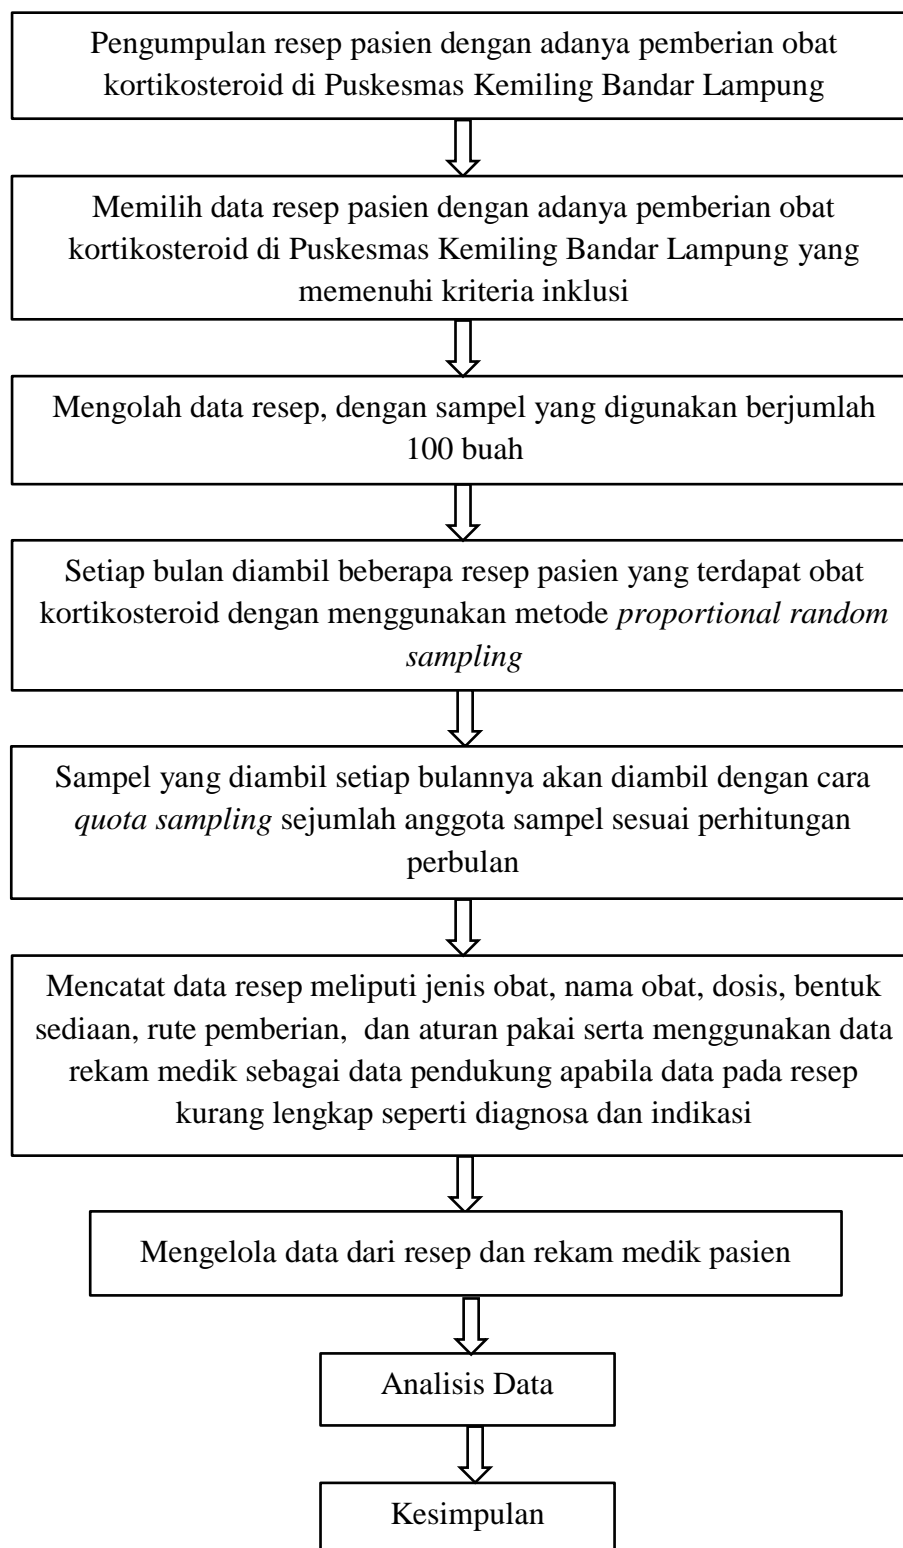 Pengumpulan resep pasien dengan adanya pemberian obat
kortikosteroid di Puskesmas Kemiling Bandar Lampung
Memilih data resep pasien dengan adanya pemberian obat
kortikosteroid di Puskesmas Kemiling Bandar Lampung yang
memenuhi kriteria inklusi
Mengolah data resep, dengan sampel yang digunakan berjumlah
100 buah
Setiap bulan diambil beberapa resep pasien yang terdapat obat
kortikosteroid dengan menggunakan metode proportional random
sampling
Sampel yang diambil setiap bulannya akan diambil dengan cara
quota sampling sejumlah anggota sampel sesuai perhitungan
perbulan
Mencatat data resep meliputi jenis obat, nama obat, dosis, bentuk
sediaan, rute pemberian, dan aturan pakai serta menggunakan data
rekam medik sebagai data pendukung apabila data pada resep
kurang lengkap seperti diagnosa dan indikasi
Mengelola data dari resep dan rekam medik pasien
Analisis Data
Kesimpulan